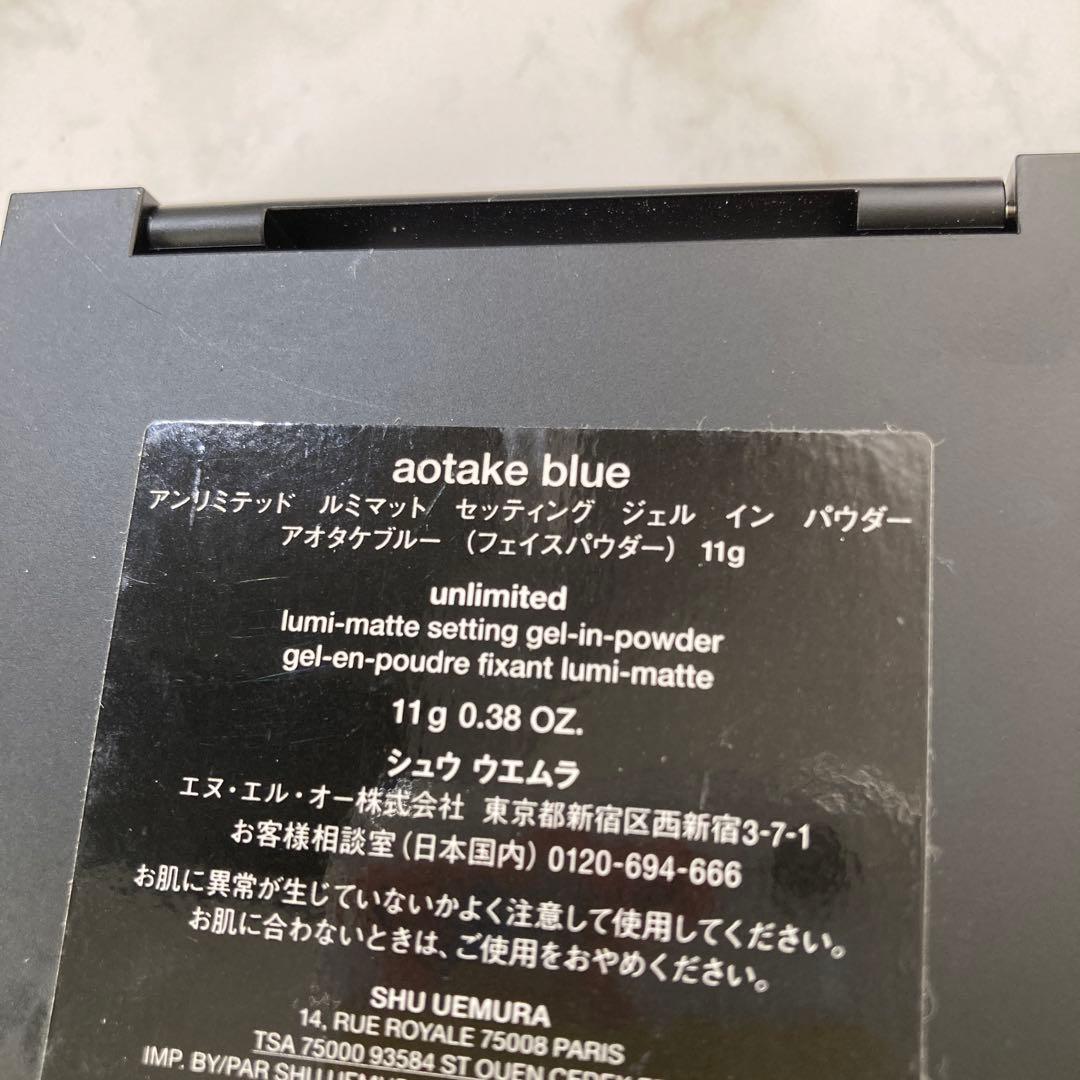 aotake blue
アンリミテッド ルミマット セッティング ジェル イン パウダー
アオタケブルー (フェイスパウダー) 11g
unlimited
lumi-matte setting gel-in-powder
gel-en-poudre fixant lumi-matte
11g 0.38 OZ.
シュウ ウエムラ
エヌ・エル・オー株式会社 東京都新宿区西新宿3-7-1
お客様相談室(日本国内) 0120-694-666
お肌に異常が生じていないかよく注意して使用してください。
お肌に合わないときは、ご使用をおやめください。
SHU UEMURA
14, RUE ROYALE 75008 PARIS
TSA 75000 93584 ST OUEN CEDEX
IMP. BY/PAR SHU UEMURA